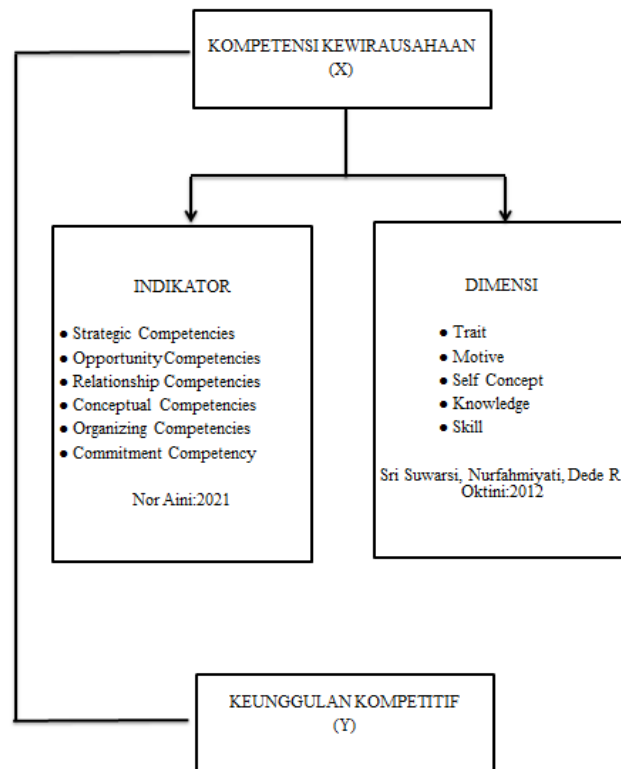 KOMPETENSI KEWIRAUSAHAAN
(X)
INDIKATOR
● Strategic Competencies
● Opportunity Competencies
● Relationship Competencies
● Conceptual Competencies
● Organizing Competencies
● Commitment Competency
Nor Aini:2021
DIMENSI
● Trait
● Motive
● Self Concept
● Knowledge
● Skill
Sri Suwarsi, Nurfahmiyati, Dede R
Oktini:2012
KEUNGGULAN KOMPETITIF
(Y)